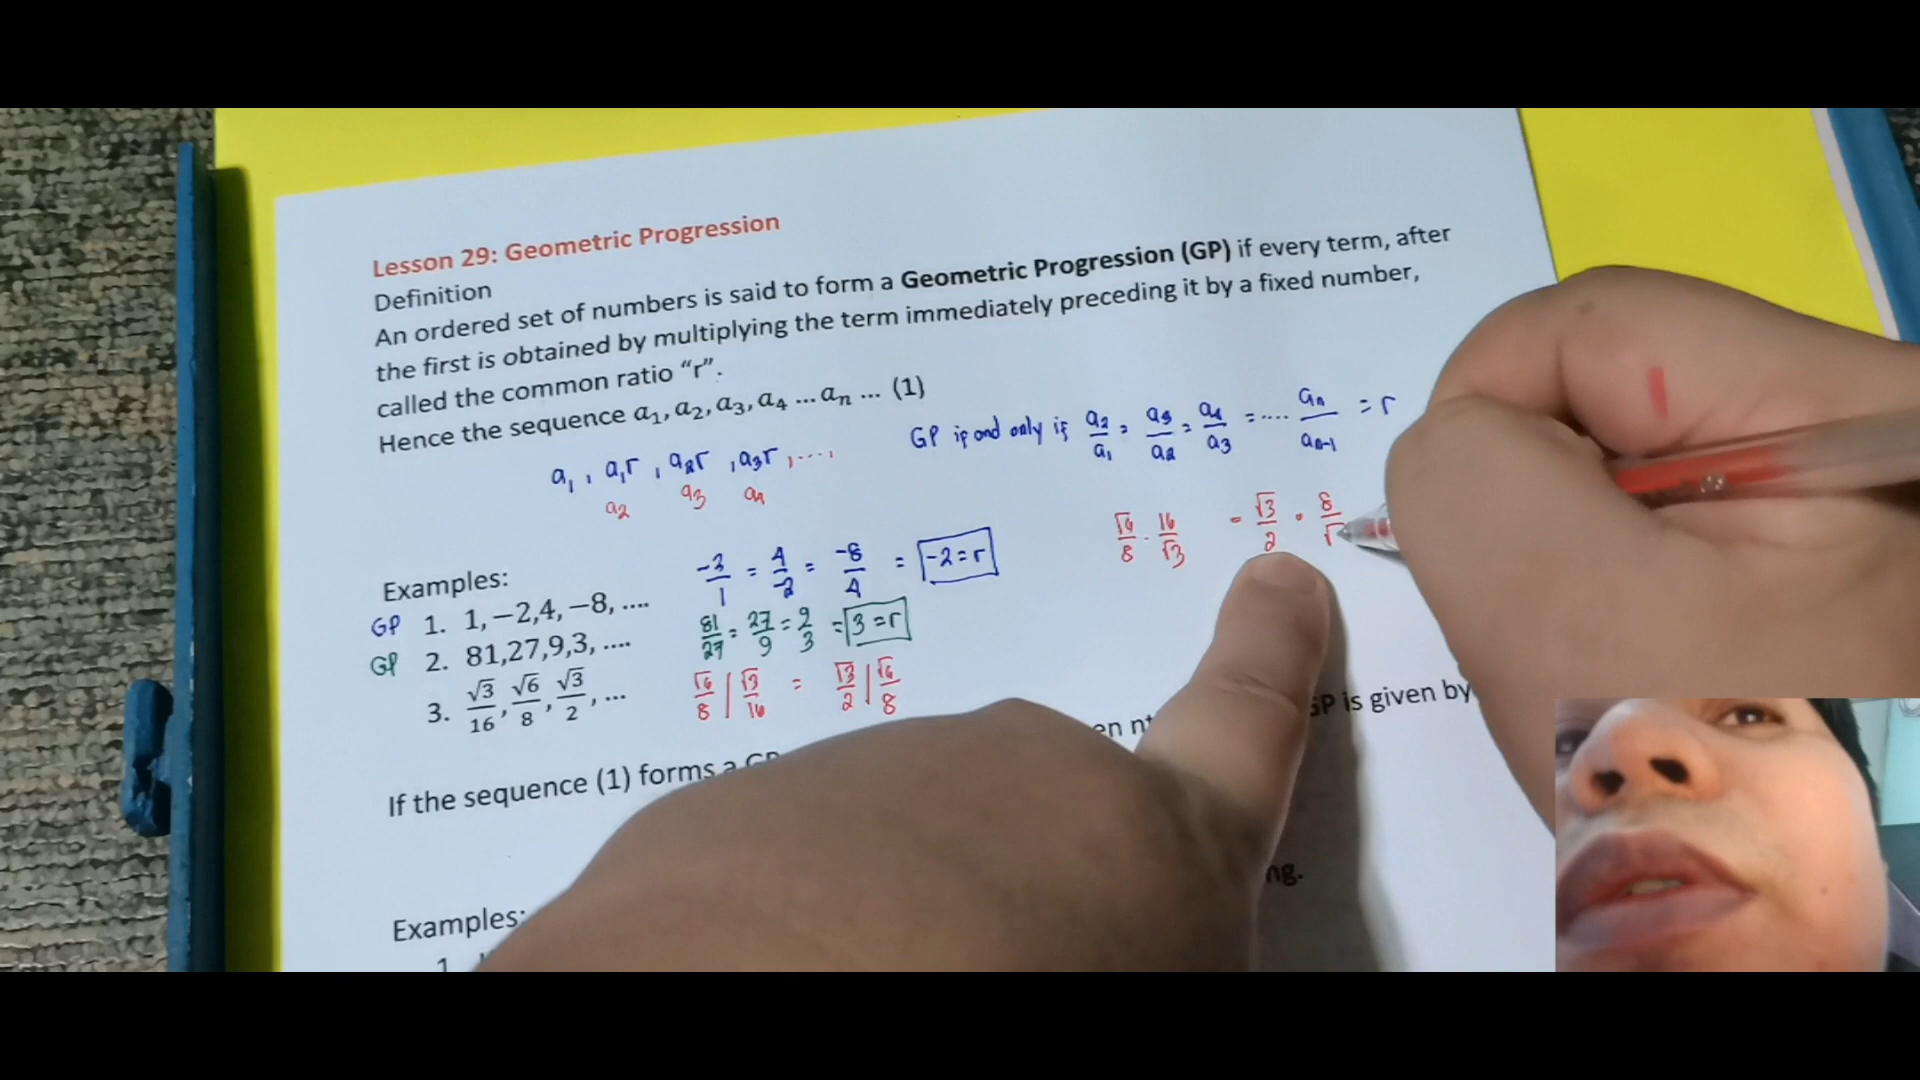 Lesson 29: Geometric Progression
Definition
An ordered set of numbers is said to form a Geometric Progression (GP) if every term, after
the first is obtained by multiplying the term immediately preceding it by a fixed number,
called the common ratio “r”.
Hence the sequence a₁, a₂, a₃, a₄ ... aₙ ... (1)
GP if and only if a₂/a₁ = a₃/a₂ = a₄/a₃ = .... aₙ/aₙ₋₁ = r
a₁, a₁r, a₂r, a₃r, ....
a₂ a₃ a₄
√6/8 · 16/√3 = √3/2 · 8/√
Examples:
GP 1. 1, −2,4, −8, ....
-2/1 = 4/-2 = -8/4 = -2 = r
GP 2. 81,27,9,3, ....
81/27 = 27/9 = 9/3 = 3 = r
3. √3/16, √6/8, √3/2, ...
√6/8 | √3/16 = √3/2 | √6/8
If the sequence (1) forms a GP
GP is given by
Examples:
1.